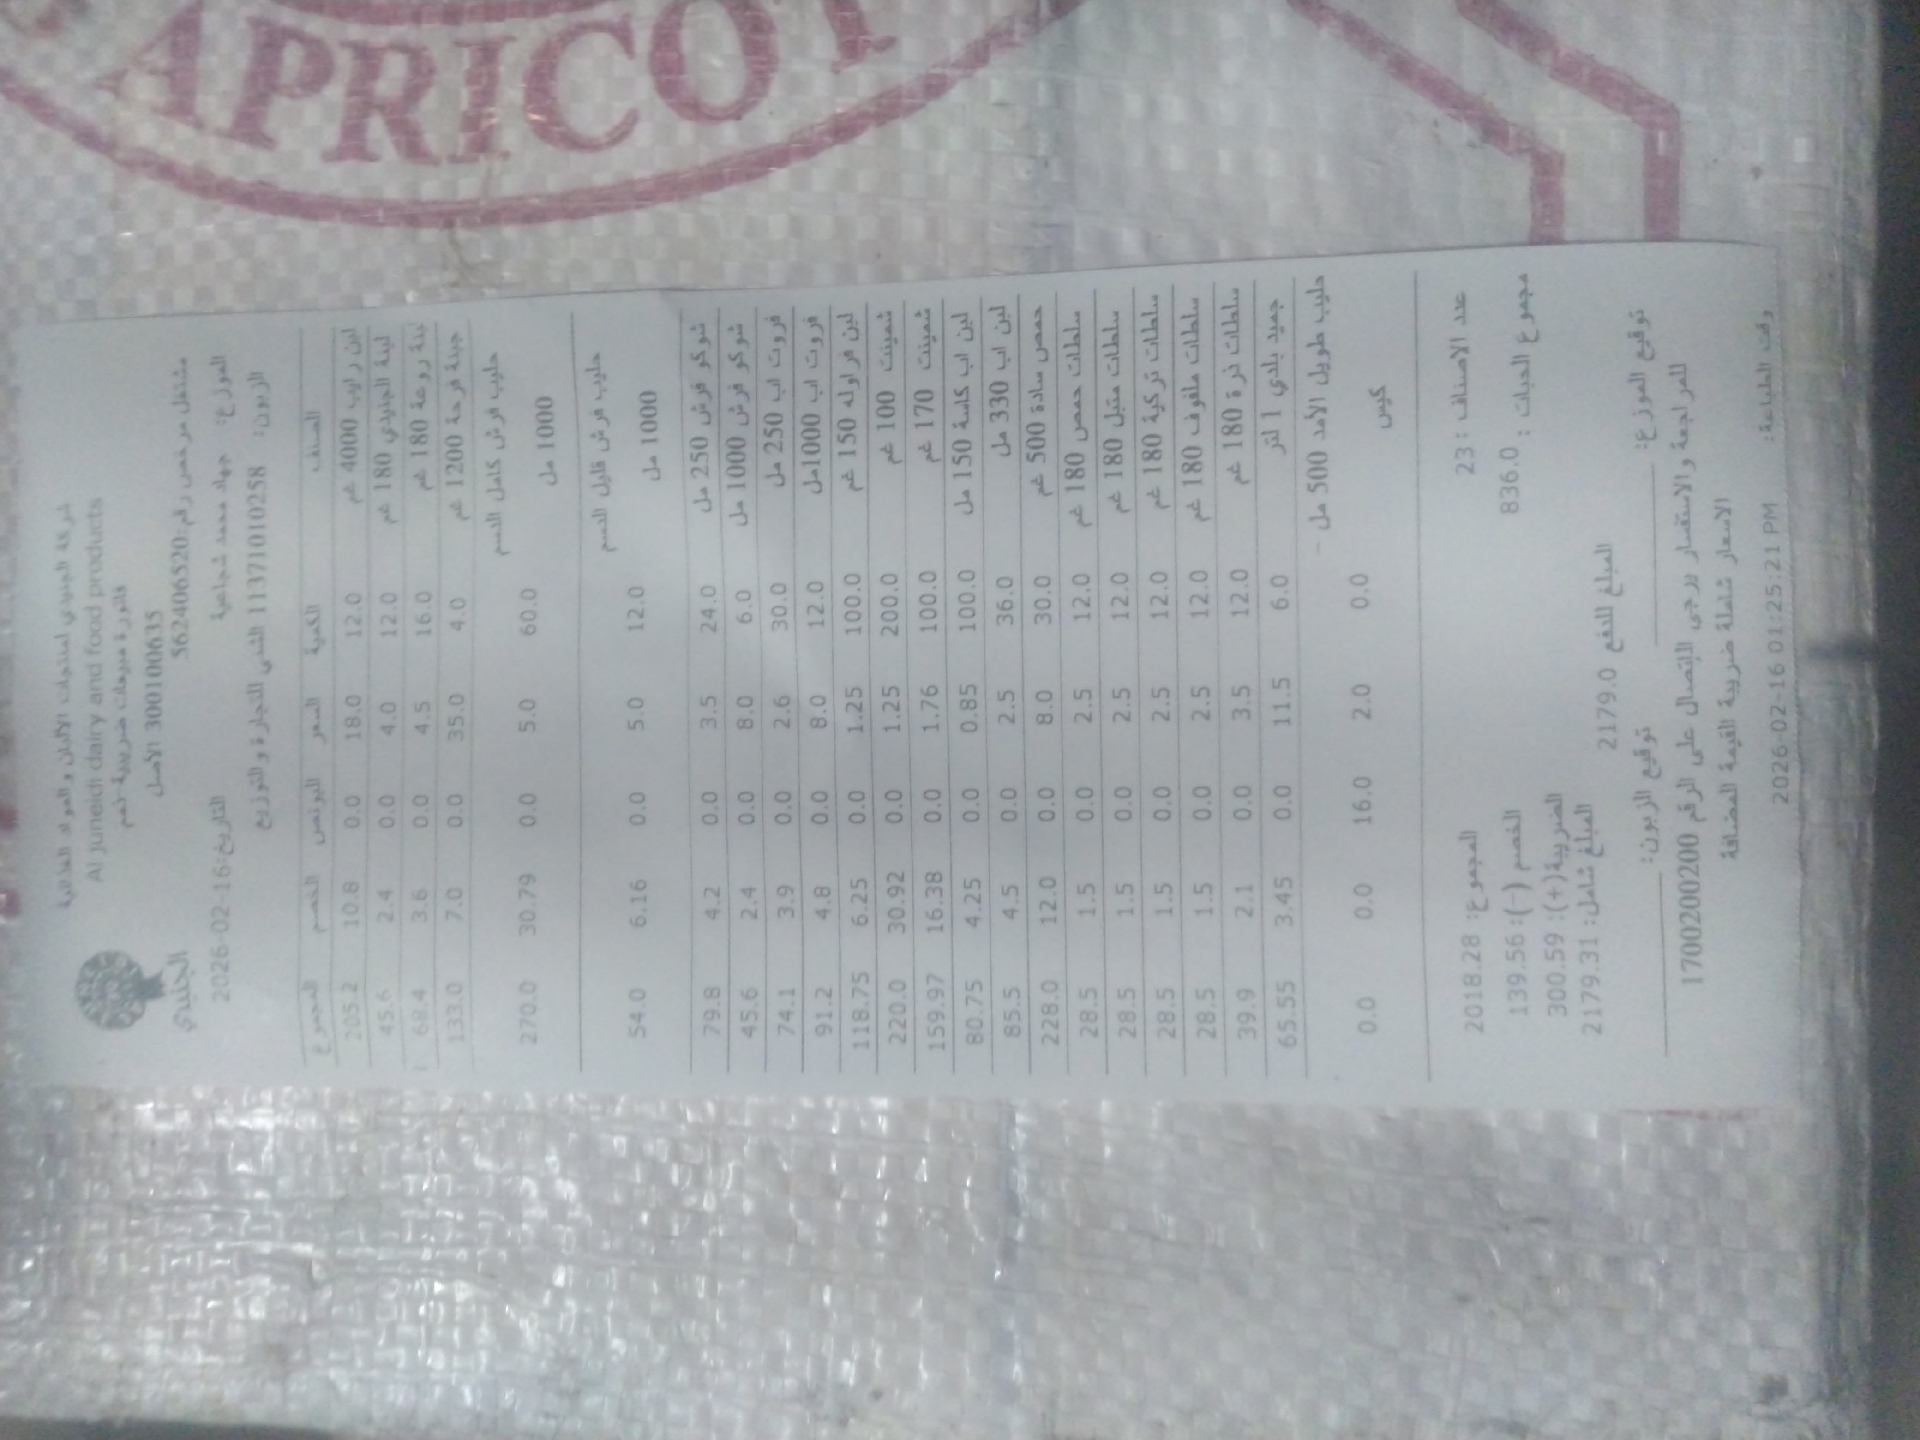 APRICOT
شركة الجنيدي لمنتجات الالبان والمواد الغذائية
Al juneidi dairy and food products
الجنيدي
فاتورة مبيعات ضريبية-خصم
300100635 الأصل
مشتغل مرخص رقم:562406520
التاريخ:16-02-2026 الموزع: جهاد محمد شجاعية
الزبون: 11371010258 التجارة والتوزيع
الصنف الكمية السعر البونص الخصم المجموع
لبن رايب 4000 غم 12.0 18.0 0.0 10.8 205.2
لبنة الجنيدي 180 غم 12.0 4.0 0.0 2.4 45.6
جبنة روعة 180 غم 16.0 4.5 0.0 3.6 68.4
جبنة فرحة 1200 غم 4.0 35.0 0.0 7.0 133.0
حليب فرش كامل الدسم 60.0 5.0 0.0 30.79 270.0
1000 مل
حليب فرش قليل الدسم 12.0 5.0 0.0 6.16 54.0
1000 مل
شوكو فرش 250 مل 24.0 3.5 0.0 4.2 79.8
شوكو فرش 1000 مل 6.0 8.0 0.0 2.4 45.6
فروت اب 250 مل 30.0 2.6 0.0 3.9 74.1
فروت اب 1000مل 12.0 8.0 0.0 4.8 91.2
لبن فراوله 150 غم 100.0 1.25 0.0 6.25 118.75
شمينت 100 غم 200.0 1.25 0.0 30.92 220.0
شمينت 170 غم 100.0 1.76 0.0 16.38 159.97
لبن اب كاسة 150 مل 100.0 0.85 0.0 4.25 80.75
لبن اب 330 مل 36.0 2.5 0.0 4.5 85.5
حمص سادة 500 غم 30.0 8.0 0.0 12.0 228.0
سلطات حمص 180 غم 12.0 2.5 0.0 1.5 28.5
سلطات متبل 180 غم 12.0 2.5 0.0 1.5 28.5
سلطات تركية 180 غم 12.0 2.5 0.0 1.5 28.5
سلطات ملفوف 180 غم 12.0 2.5 0.0 1.5 28.5
سلطات ذرة 180 غم 12.0 3.5 0.0 2.1 39.9
جميد بلدي 1 لتر 6.0 11.5 0.0 3.45 65.55
حليب طويل الأمد 500 مل -
كيس 0.0 2.0 16.0 0.0 0.0
عدد الاصناف : 23 المجموع: 2018.28
مجموع الحبات : 836.0 الخصم (-): 139.56
الضريبة(+): 300.59
المبلغ شامل: 2179.31
المبلغ للدفع 2179.0
توقيع الموزع: توقيع الزبون:
للمراجعة والاستفسار يرجى الاتصال على الرقم 1700200200
الاسعار شاملة ضريبة القيمة المضافة
وقت الطباعة: 2026-02-16 01:25:21 PM